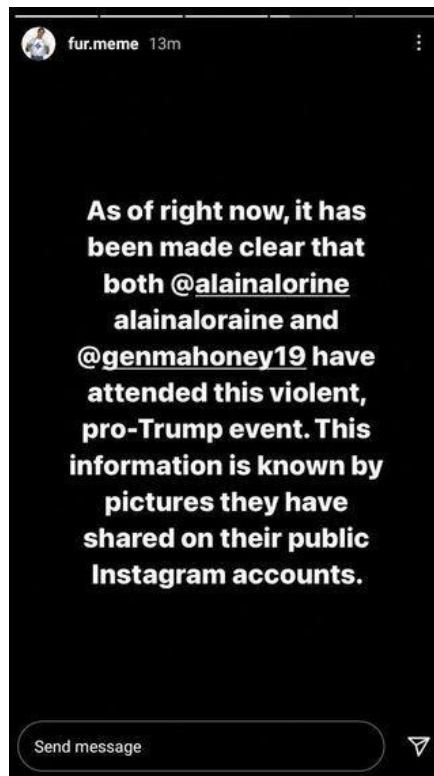 fur.meme 13m
As of right now, it has
been made clear that
both @alainalorine
alainaloraine and
@genmahoney19 have
attended this violent,
pro-Trump event. This
information is known by
pictures they have
shared on their public
Instagram accounts.
Send message